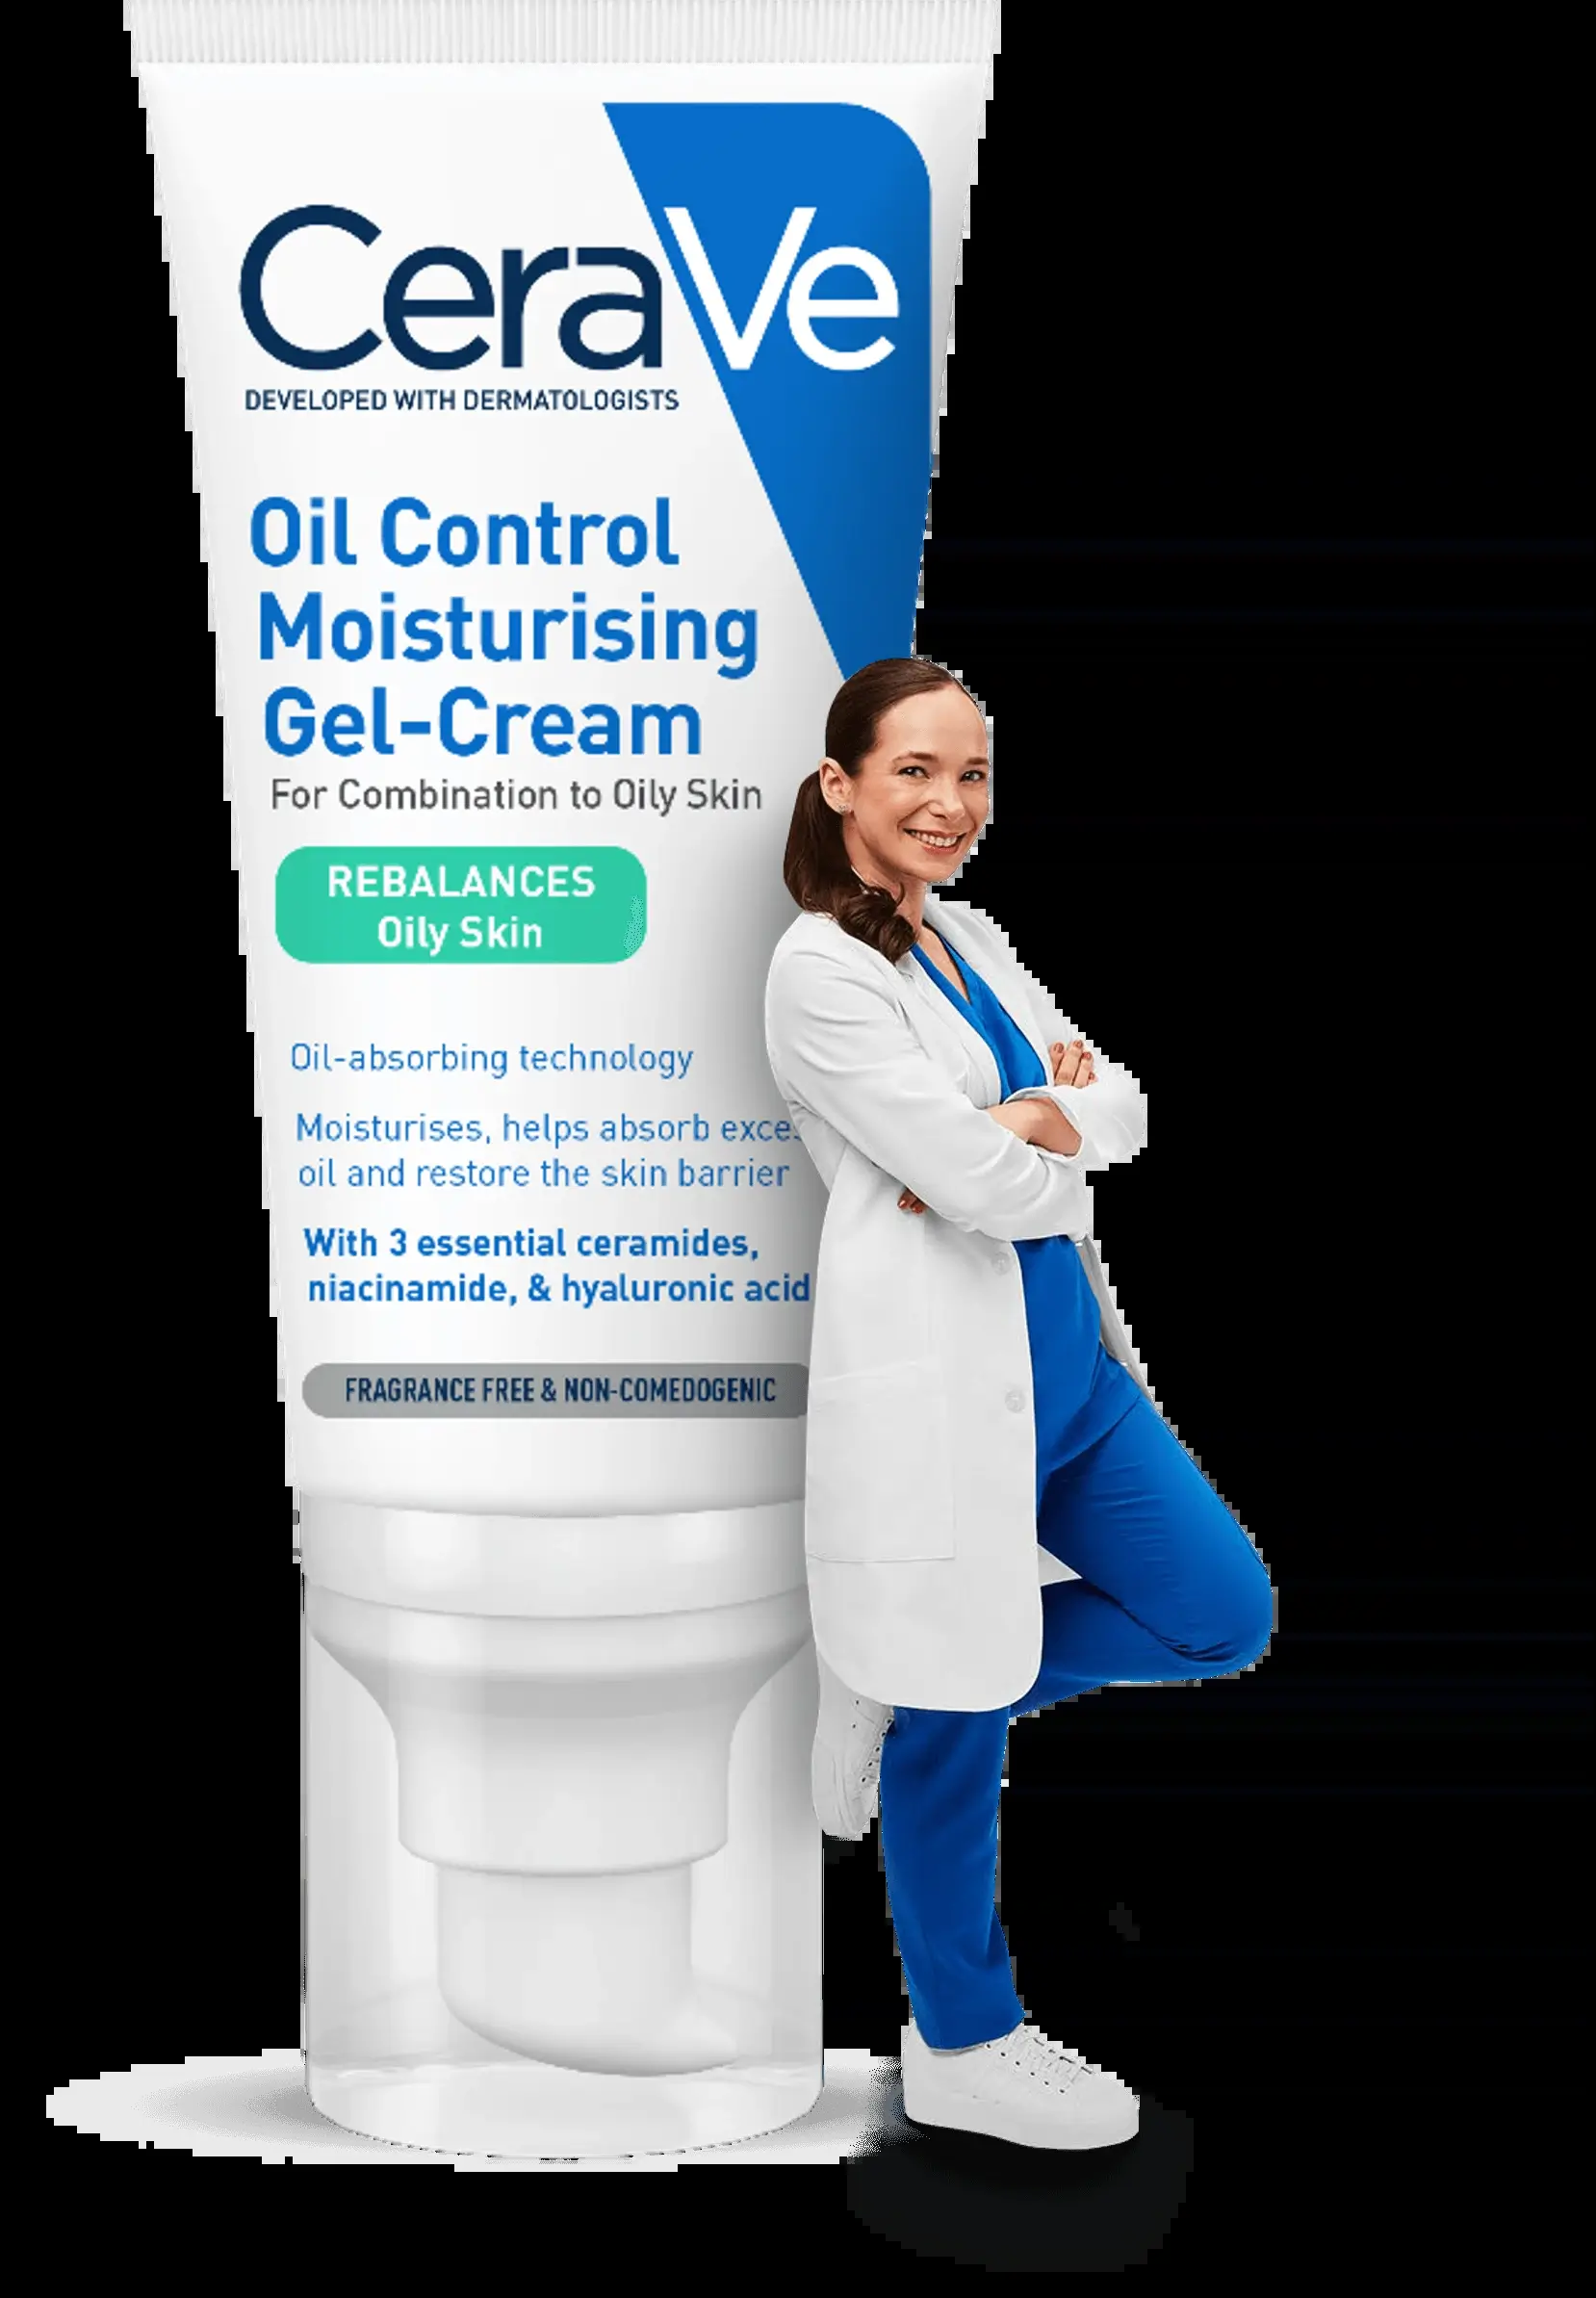 CeraVe
DEVELOPED WITH DERMATOLOGISTS
Oil Control
Moisturising
Gel-Cream
For Combination to Oily Skin
REBALANCES
Oily Skin
Oil-absorbing technology
Moisturises, helps absorb
oil and restore the skin barrier
With 3 essential ceramides,
niacinamide, & hyaluronic acid
FRAGRANCE FREE & NON-COMEDOGENIC